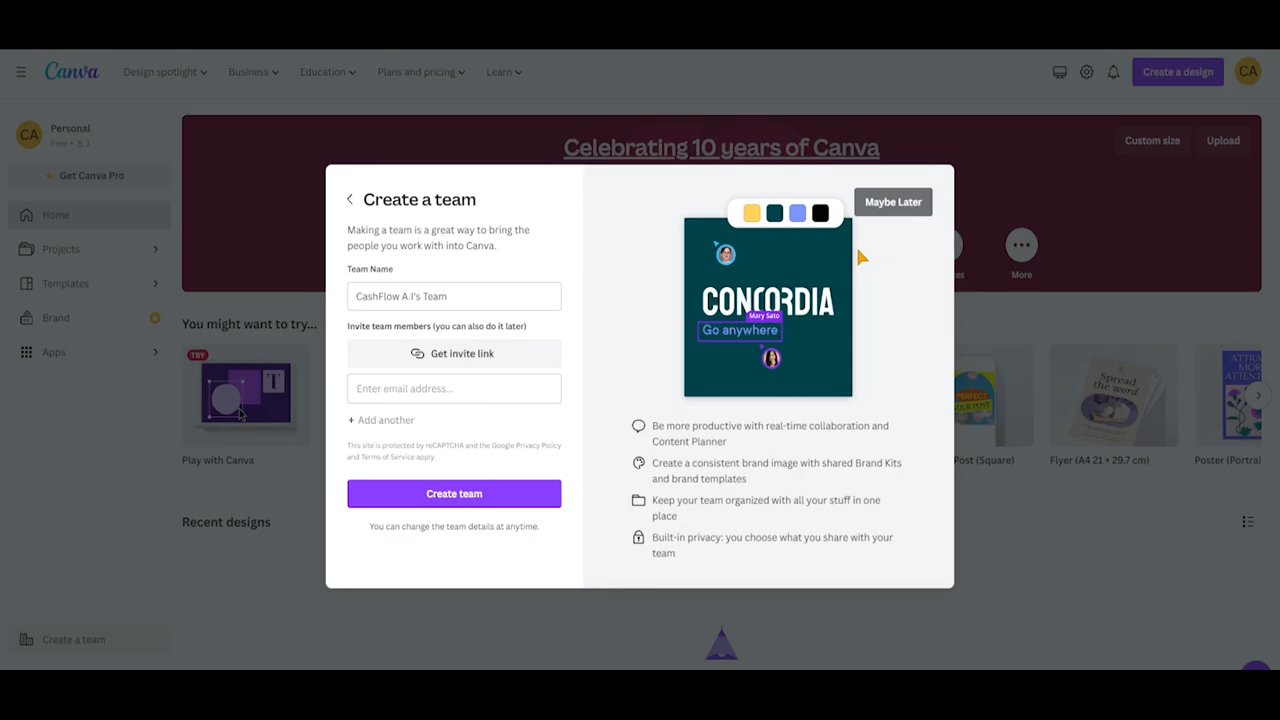 Canva
Design spotlight
Business
Education
Plans and pricing
Learn
Create a design
CA
CA
Personal
Free • 1
Get Canva Pro
Home
Projects
Templates
Brand
Apps
Create a team
Celebrating 10 years of Canva
Custom size
Upload
More
You might want to try...
TRY
T
Play with Canva
PERFECT
YOUR POST
Post (Square)
Spread the
word
Flyer (A4 21 × 29.7 cm)
Poster (Portrai
Recent designs
Create a team
Making a team is a great way to bring the
people you work with into Canva.
Team Name
CashFlow A.I's Team
Invite team members (you can also do it later)
Get invite link
Enter email address...
+ Add another
This site is protected by reCAPTCHA and the Google Privacy Policy
and Terms of Service apply.
Create team
You can change the team details at anytime.
Maybe Later
CONCORDIA
Mary Sato
Go anywhere
Be more productive with real-time collaboration and
Content Planner
Create a consistent brand image with shared Brand Kits
and brand templates
Keep your team organized with all your stuff in one
place
Built-in privacy: you choose what you share with your
team